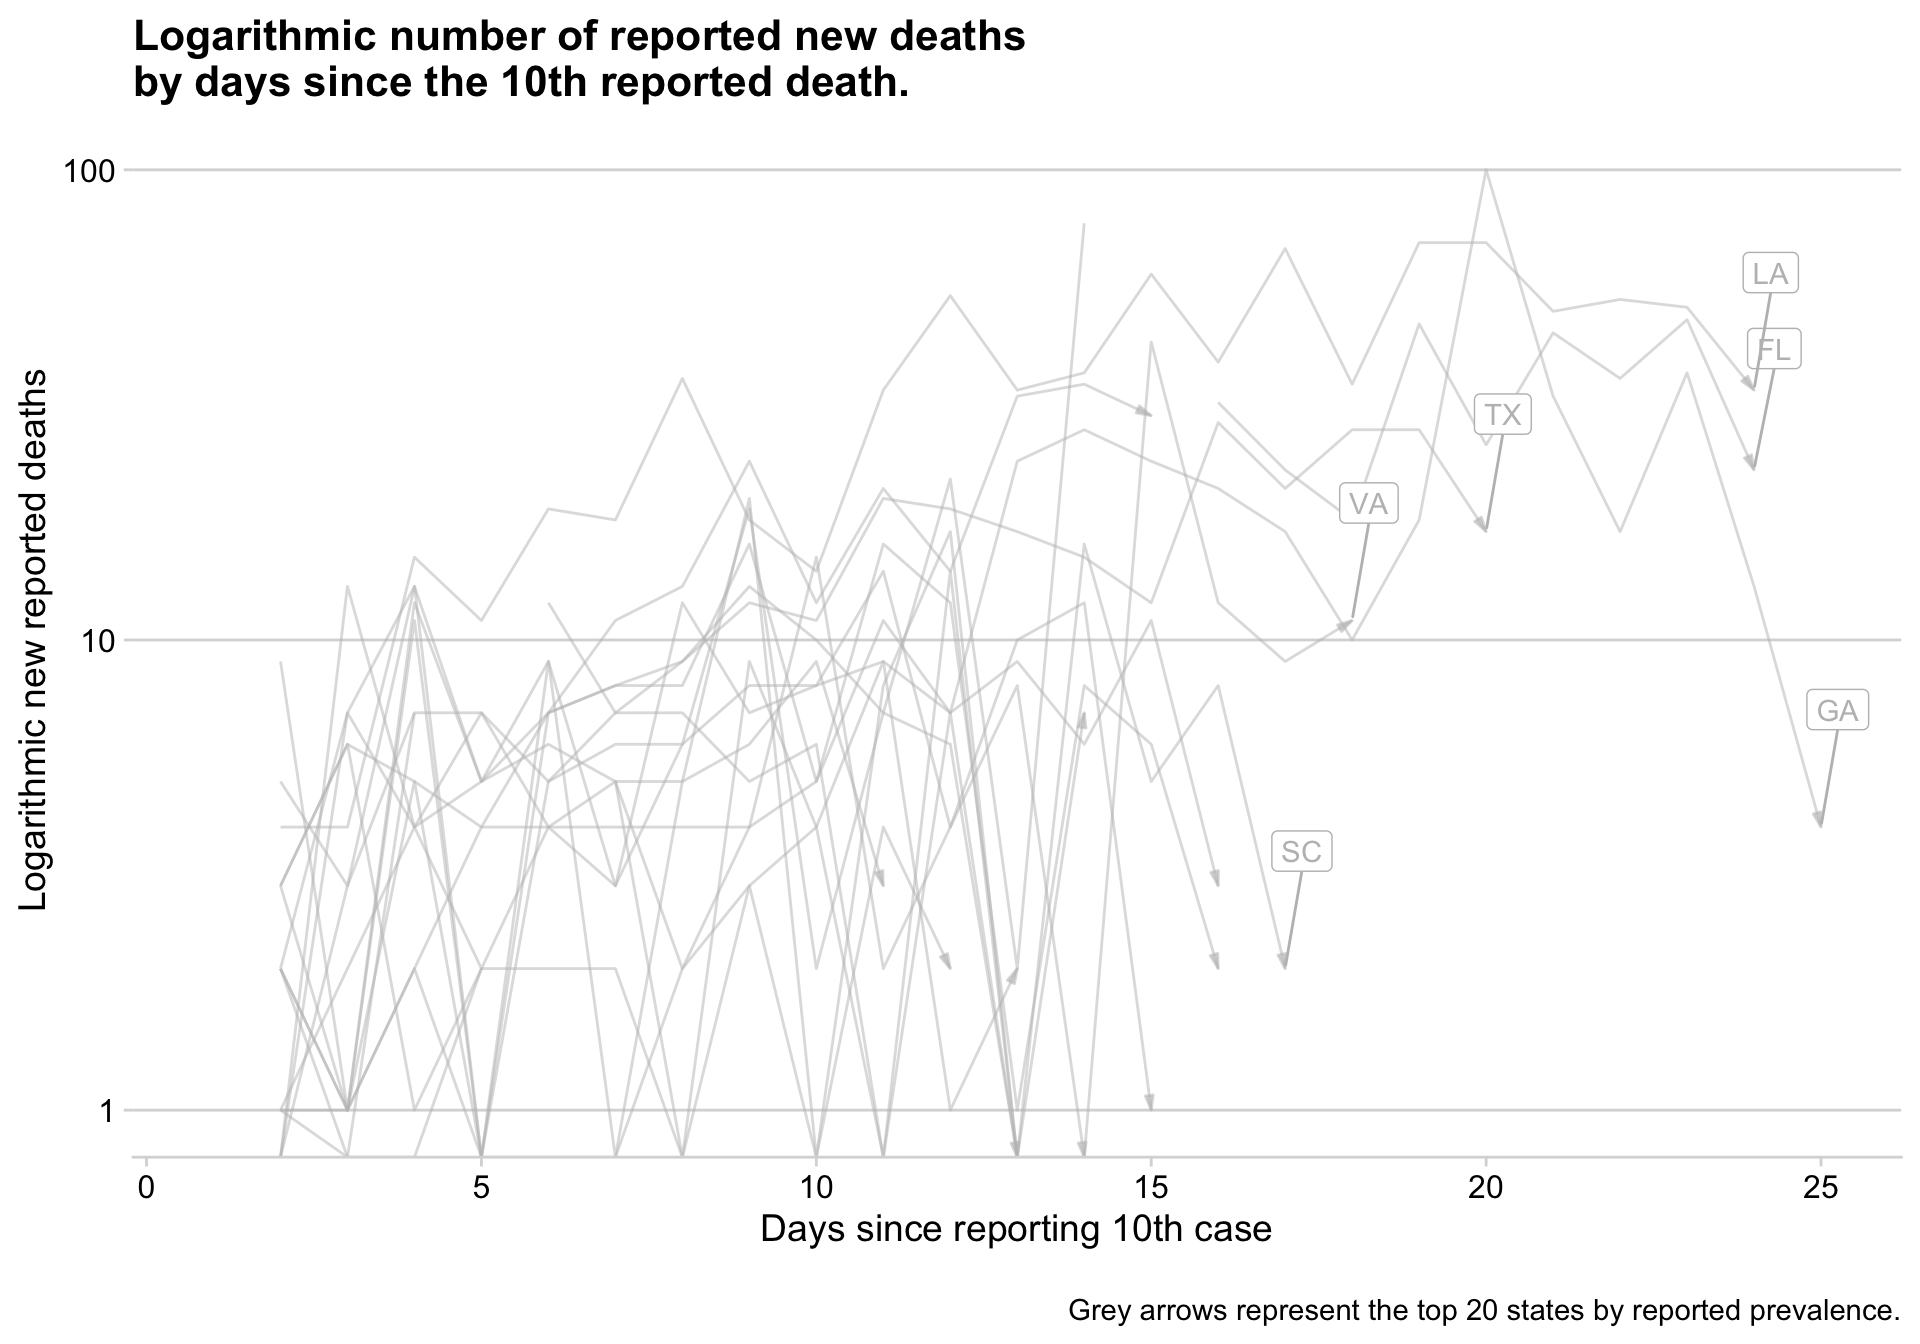 Logarithmic number of reported new deaths
by days since the 10th reported death.
100
LA
FL
TX
VA
10
GA
SC
1
Logarithmic new reported deaths
0 5 10 15 20 25
Days since reporting 10th case
Grey arrows represent the top 20 states by reported prevalence.